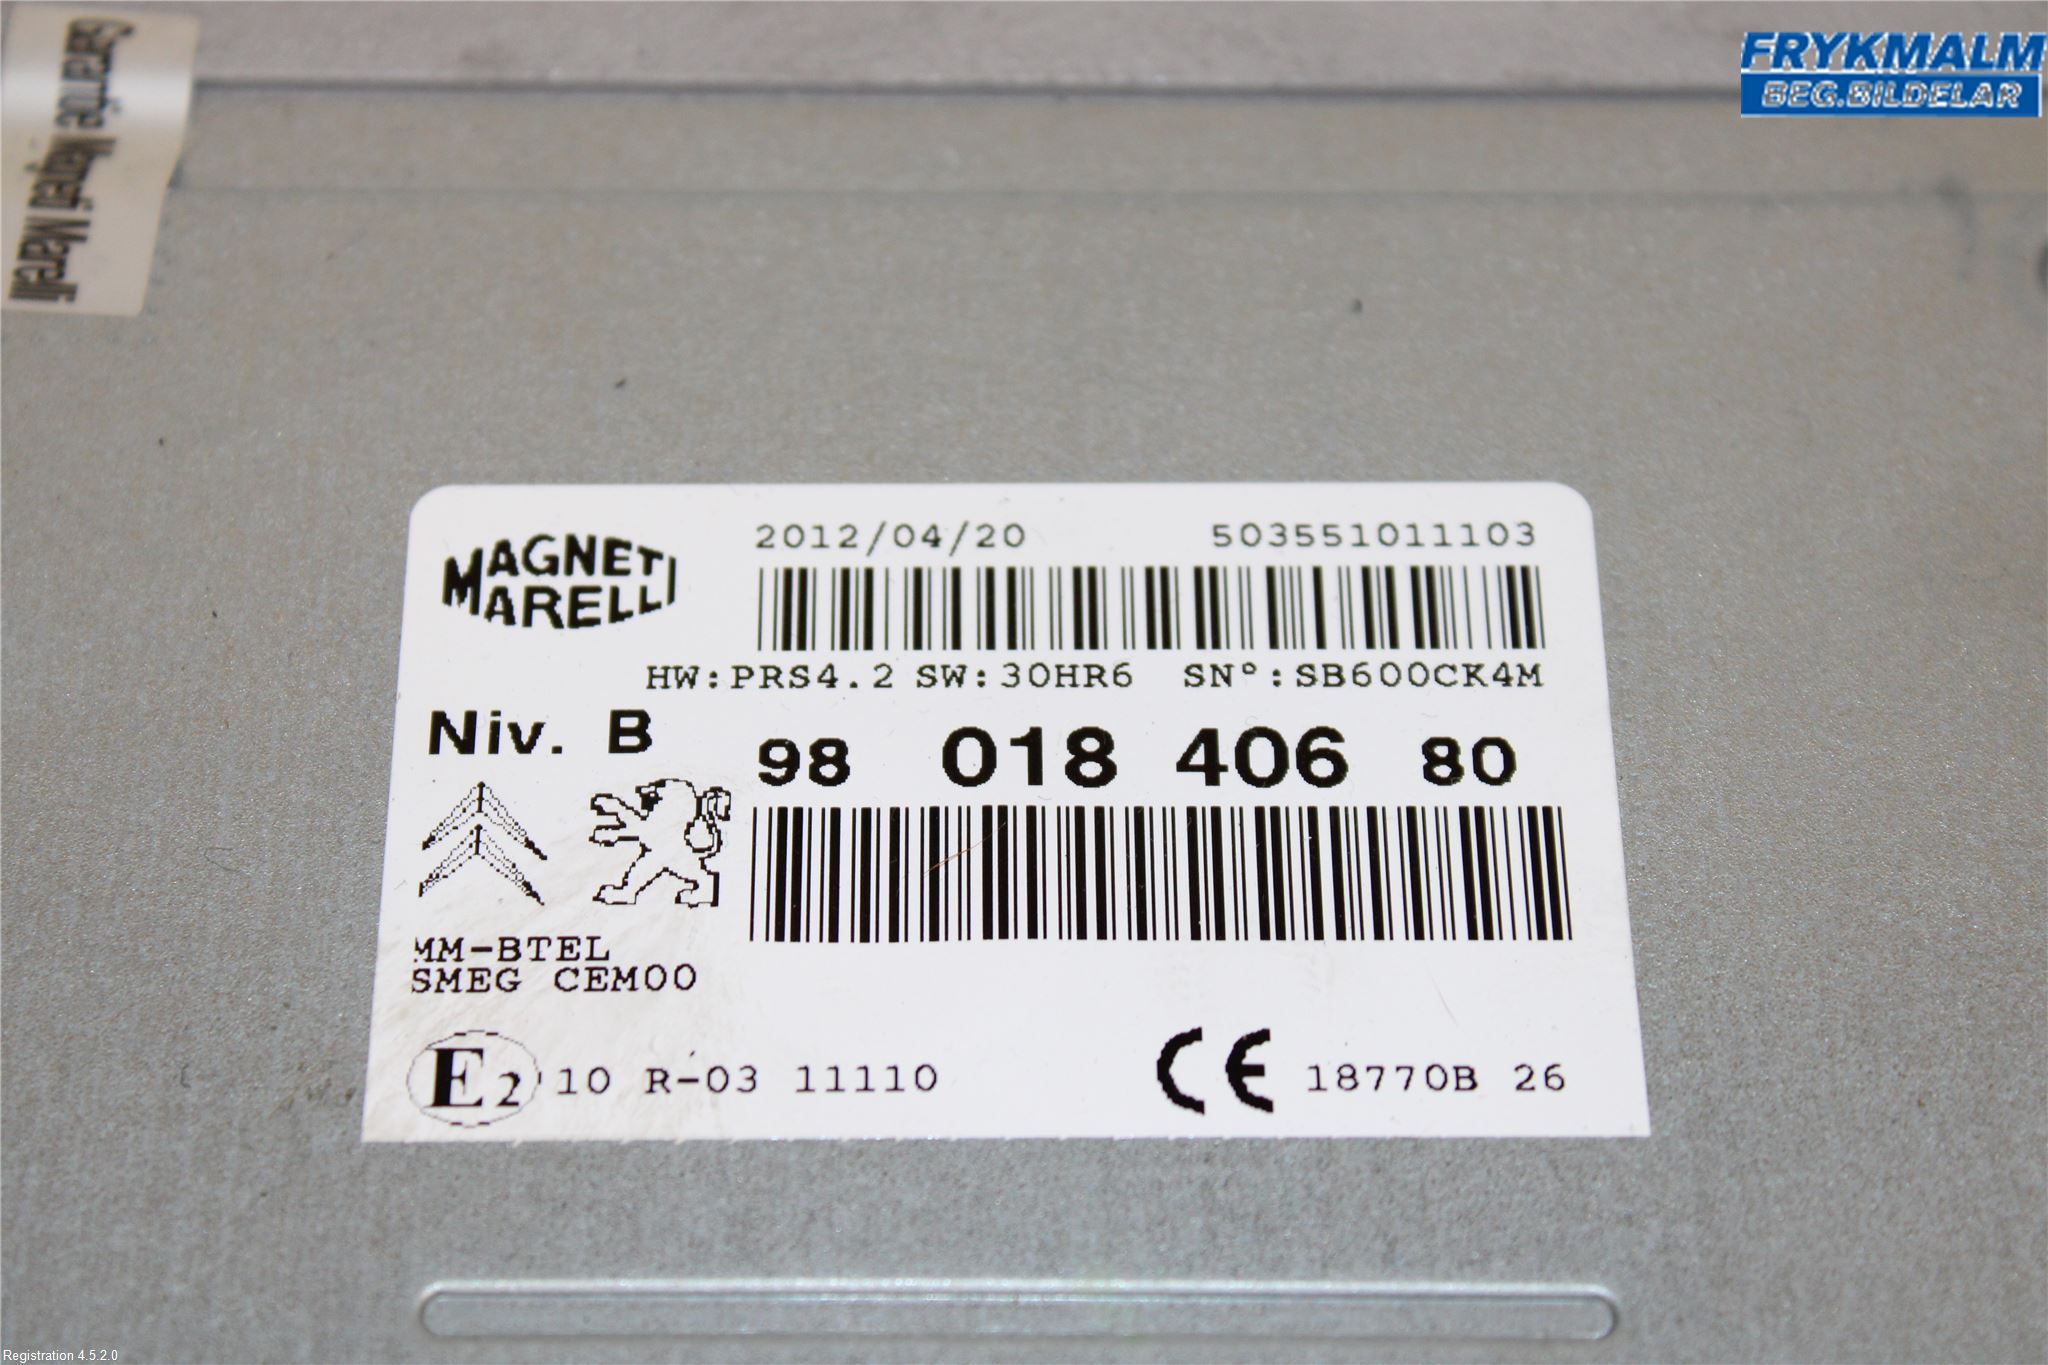 FRYKMALM
BEG.BILDELAR
Garantie Magneti Marelli
MAGNETI
MARELLI
2012/04/20 503551011103
HW:PRS4.2 SW:30HR6 SN°:SB600CK4M
Niv. B
98 018 406 80
MM-BTEL
SMEG CEM00
E2 10 R-03 11110 CE 18770B 26
Registration 4.5.2.0